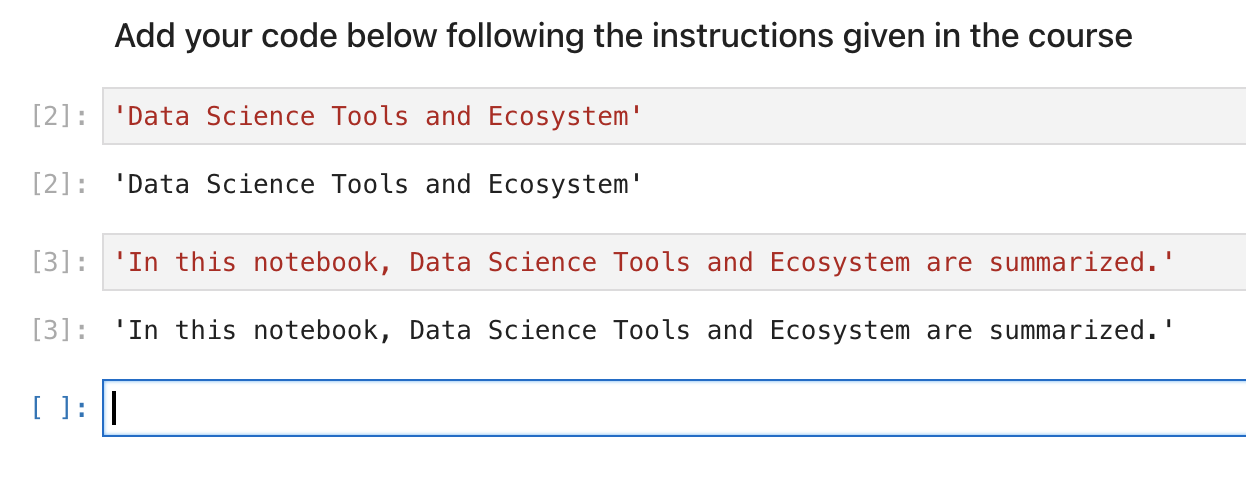 Add your code below following the instructions given in the course
[2]: 'Data Science Tools and Ecosystem'
[2]: 'Data Science Tools and Ecosystem'
[3]: 'In this notebook, Data Science Tools and Ecosystem are summarized.'
[3]: 'In this notebook, Data Science Tools and Ecosystem are summarized.'
[ ]: